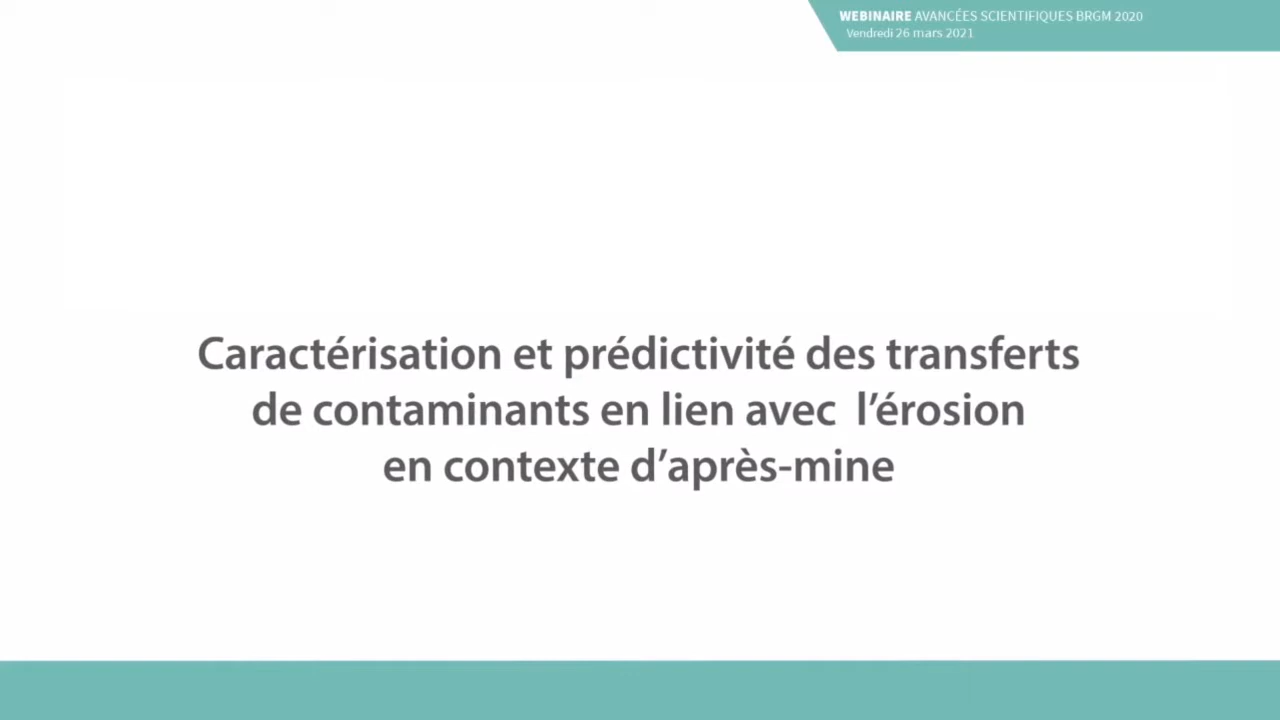 WEBINAIRE AVANCÉES SCIENTIFIQUES BRGM 2020
Vendredi 26 mars 2021
Caractérisation et prédictivité des transferts
de contaminants en lien avec l’érosion
en contexte d’après-mine